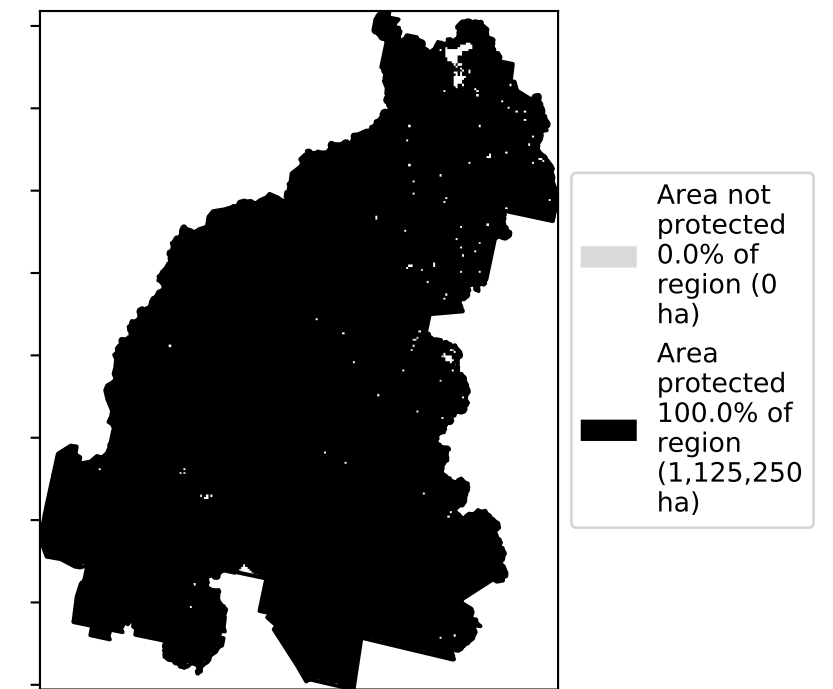 Area not
protected
0.0% of
region (0
ha)
Area
protected
100.0% of
region
(1,125,250
ha)